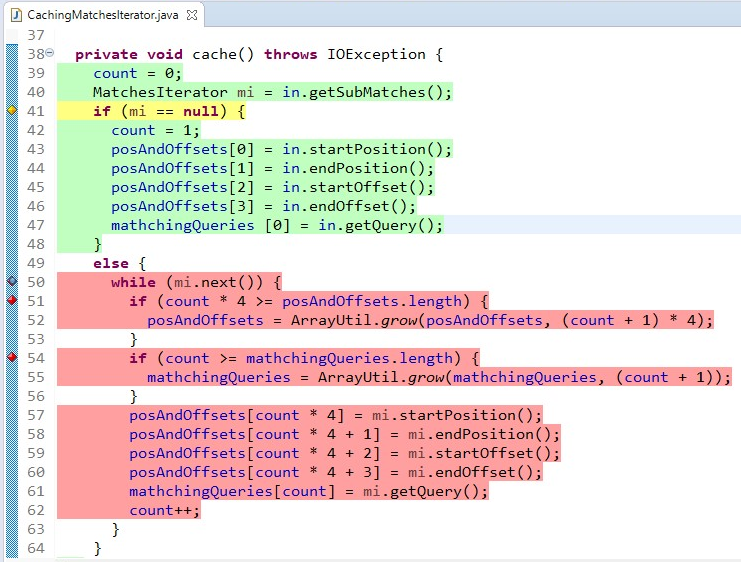 CachingMatchesIterator.java
37
38 private void cache() throws IOException {
39 count = 0;
40 MatchesIterator mi = in.getSubMatches();
41 if (mi == null) {
42 count = 1;
43 posAndOffsets[0] = in.startPosition();
44 posAndOffsets[1] = in.endPosition();
45 posAndOffsets[2] = in.startOffset();
46 posAndOffsets[3] = in.endOffset();
47 mathchingQueries [0] = in.getQuery();
48 }
49 else {
50 while (mi.next()) {
51 if (count * 4 >= posAndOffsets.length) {
52 posAndOffsets = ArrayUtil.grow(posAndOffsets, (count + 1) * 4);
53 }
54 if (count >= mathchingQueries.length) {
55 mathchingQueries = ArrayUtil.grow(mathchingQueries, (count + 1));
56 }
57 posAndOffsets[count * 4] = mi.startPosition();
58 posAndOffsets[count * 4 + 1] = mi.endPosition();
59 posAndOffsets[count * 4 + 2] = mi.startOffset();
60 posAndOffsets[count * 4 + 3] = mi.endOffset();
61 mathchingQueries[count] = mi.getQuery();
62 count++;
63 }
64 }